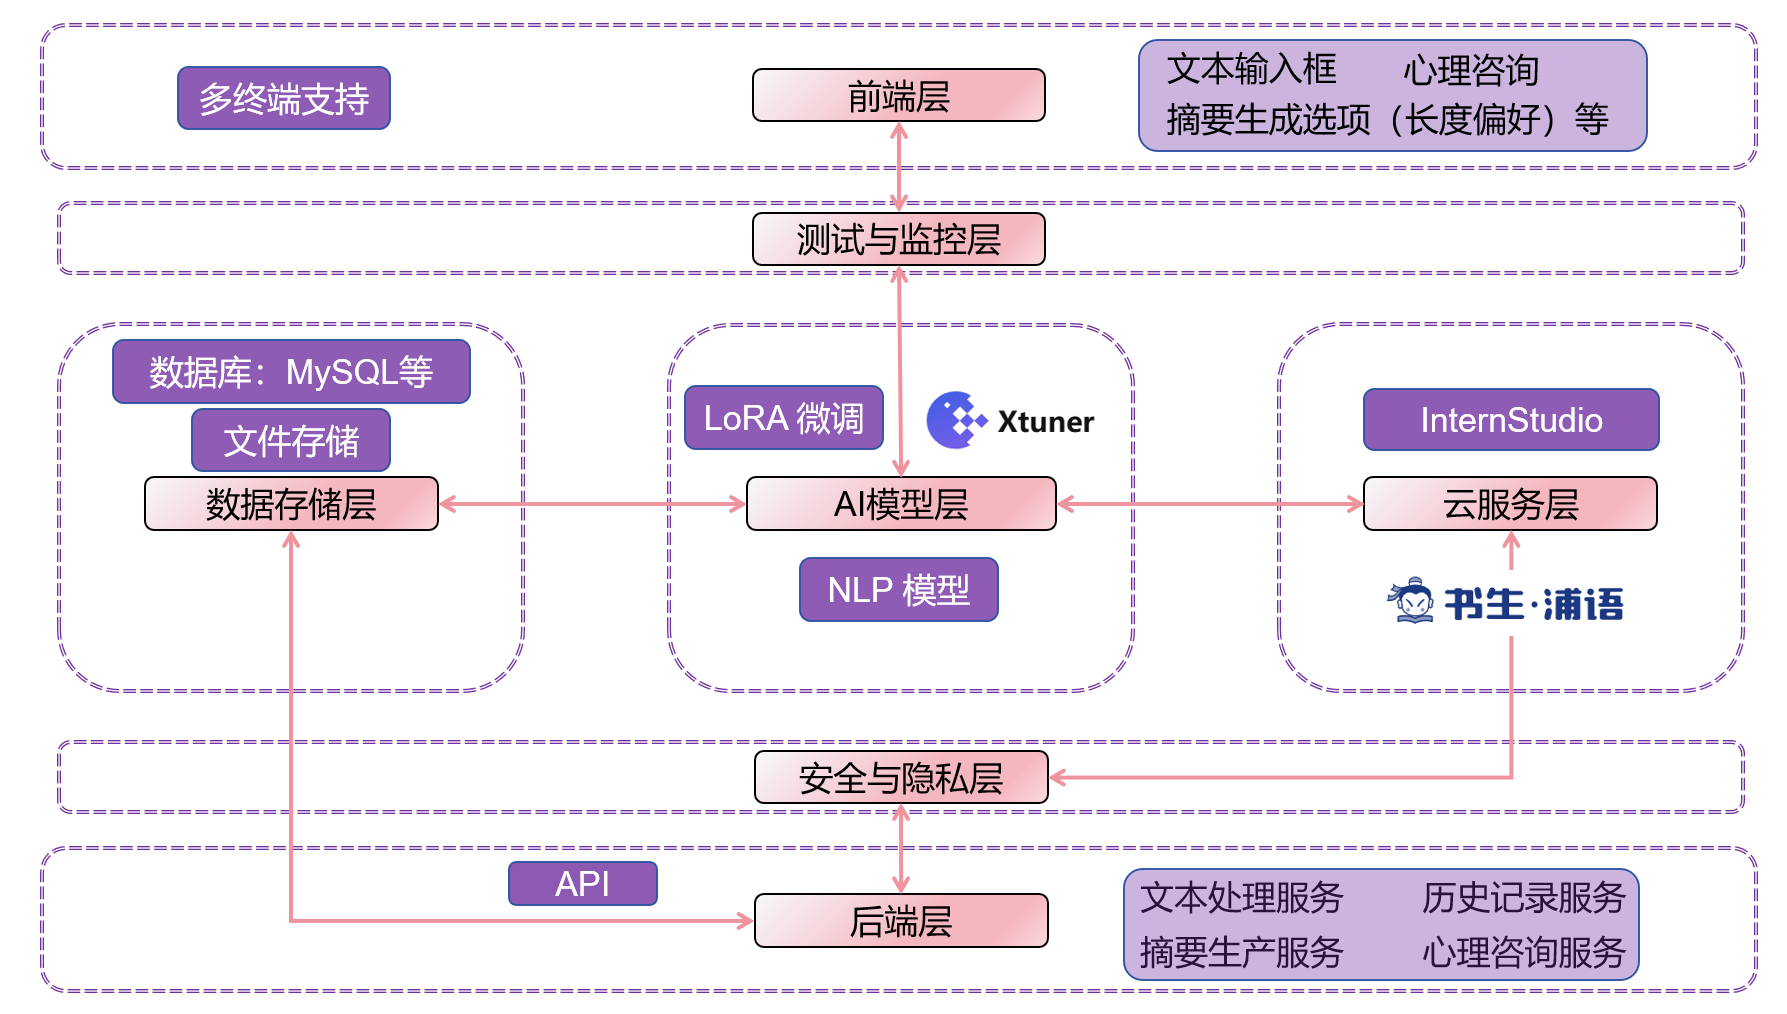 多终端支持
前端层
文本输入框 心理咨询
摘要生成选项（长度偏好）等
测试与监控层
数据库：MySQL等
文件存储
数据存储层
LoRA 微调
Xtuner
AI模型层
NLP 模型
InternStudio
云服务层
书生·浦语
安全与隐私层
API
后端层
文本处理服务 历史记录服务
摘要生产服务 心理咨询服务